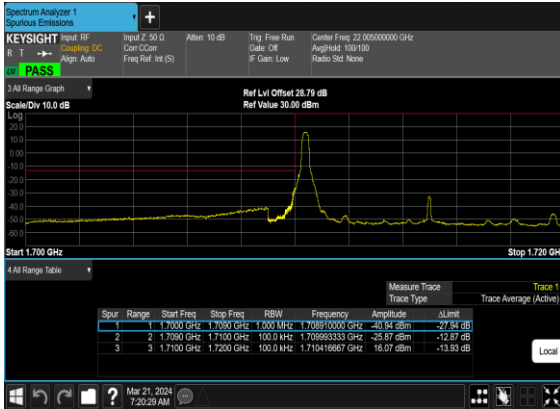 Spectrum Analyzer 1
Spurious Emissions
+
KEYSIGHT Input: RF Input Z: 50 Ω Atten: 10 dB Trig: Free Run Center Freq: 22.005000000 GHz
R T Coupling: DC Corr CCorr Gate: Off Avg|Hold: 100/100
Align: Auto Freq Ref: Int (S) IF Gain: Low Radio Std: None
PASS
3 All Range Graph
Ref Lvl Offset 28.79 dB
Scale/Div 10.0 dB Ref Value 30.00 dBm
Log
20.0
10.0
0.00
-10.0
-20.0
-30.0
-40.0
-50.0
-60.0
Start 1.700 GHz Stop 1.720 GH
4 All Range Table
Measure Trace Trace 1
Trace Type Trace Average (Active)
Spur Range Start Freq Stop Freq RBW Frequency Amplitude ΔLimit
1 1 1.7000 GHz 1.7090 GHz 1.000 MHz 1.708910000 GHz -40.94 dBm -27.94 dB
2 2 1.7090 GHz 1.7100 GHz 100.0 kHz 1.709993333 GHz -25.87 dBm -12.87 dB
3 3 1.7100 GHz 1.7200 GHz 100.0 kHz 1.710416667 GHz 16.07 dBm -13.93 dB
Local
Mar 21, 2024
7:20:29 AM